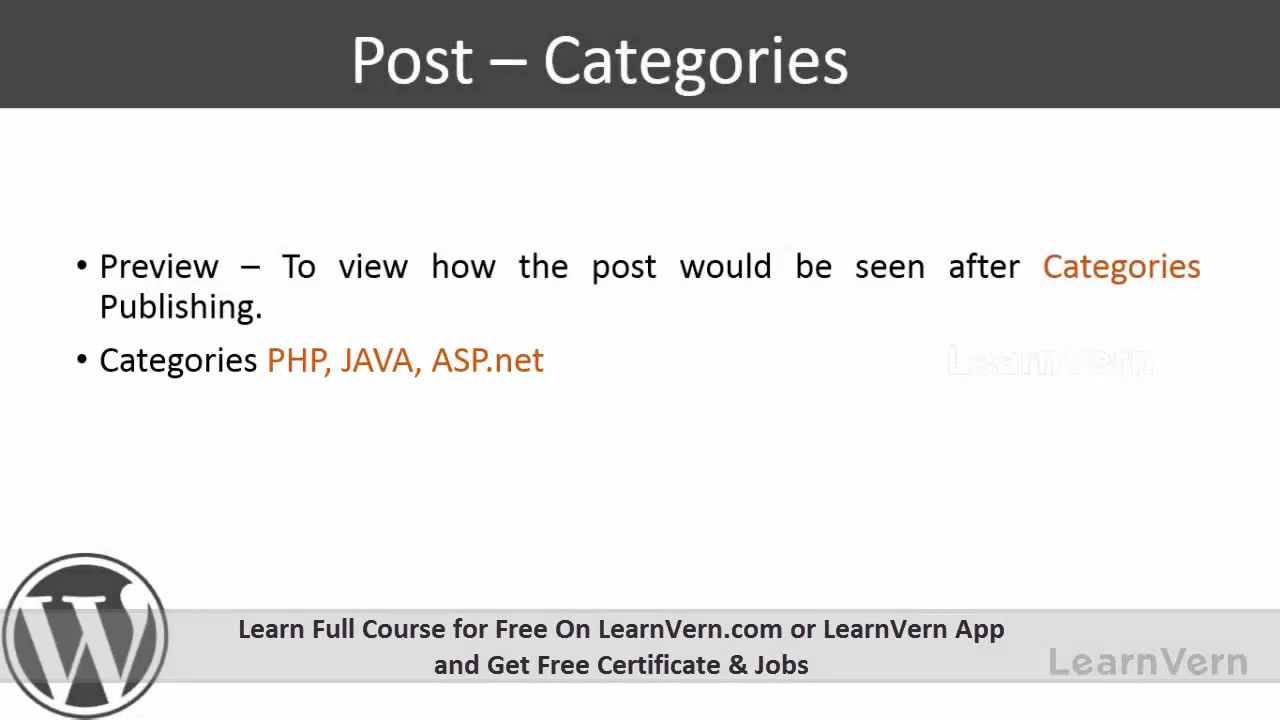 Post – Categories
• Preview – To view how the post would be seen after Categories
Publishing.
• Categories PHP, JAVA, ASP.net
LearnVern
Learn Full Course for Free On LearnVern.com or LearnVern App
and Get Free Certificate & Jobs
LearnVern